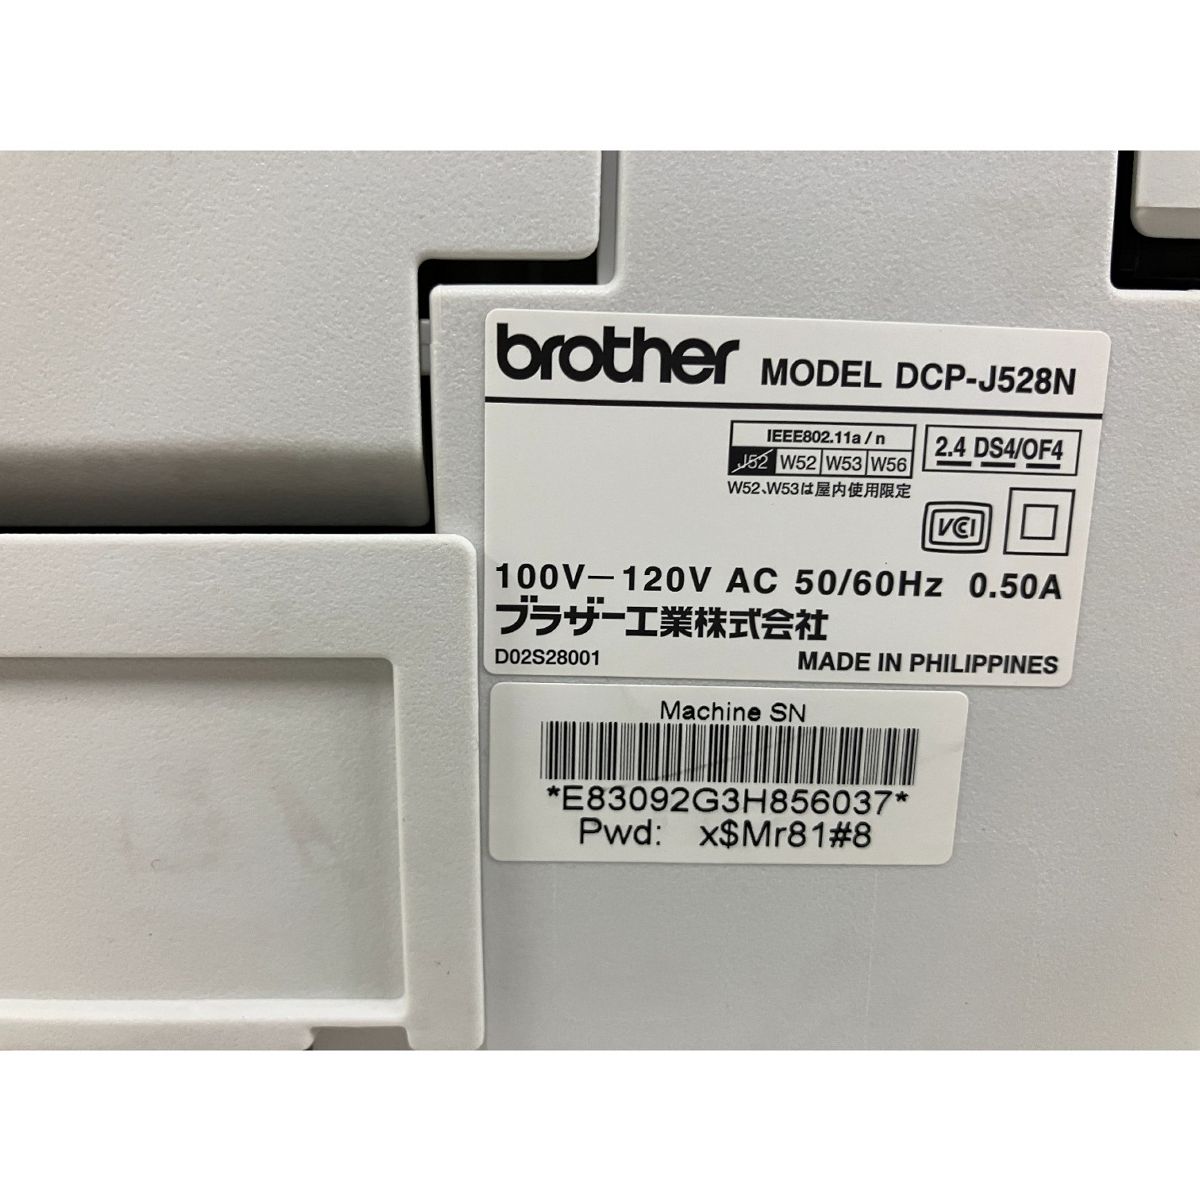 brother MODEL DCP-J528N
IEEE802.11a/n
J52 W52 W53 W56
2.4 DS4/OF4
W52、W53は屋内使用限定
VCCI
100V－120V AC 50/60Hz 0.50A
ブラザー工業株式会社
D02S28001 MADE IN PHILIPPINES
Machine SN
*E83092G3H856037*
Pwd: x$Mr81#8